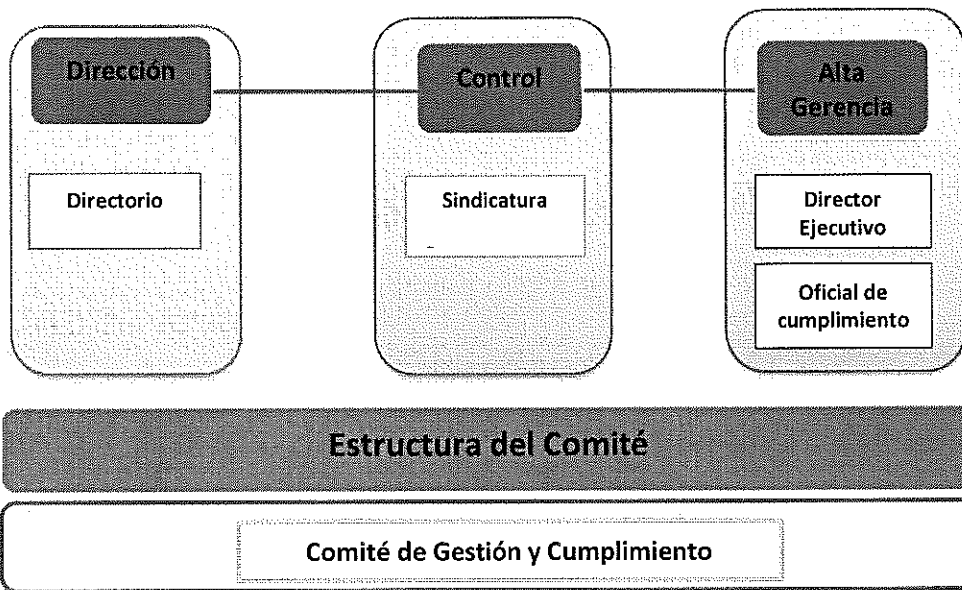 Dirección
Directorio
Control
Sindicatura
Alta
Gerencia
Director
Ejecutivo
Oficial de
cumplimiento
Estructura del Comité
Comité de Gestión y Cumplimiento